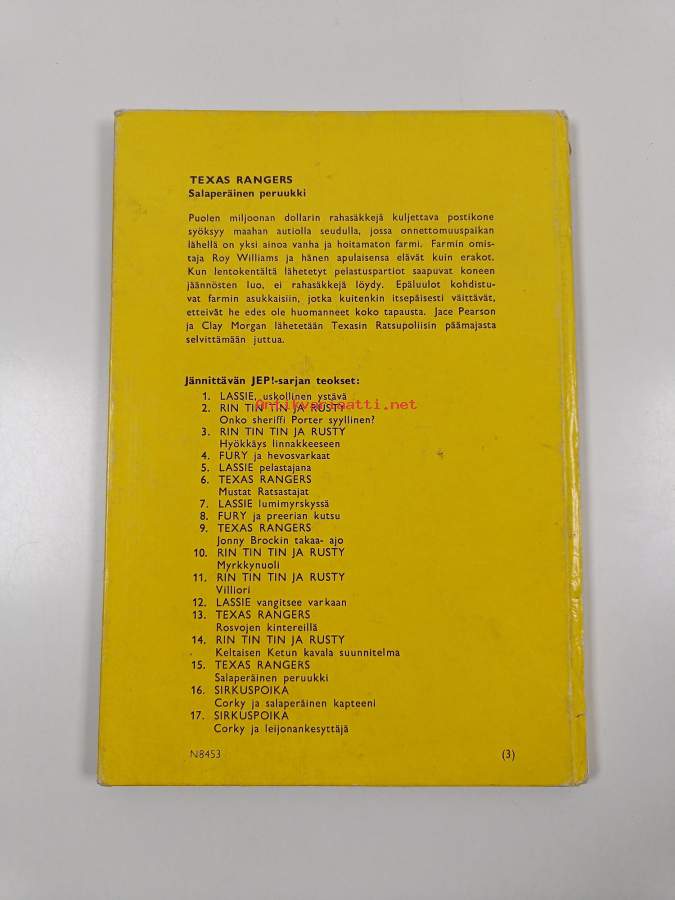 TEXAS RANGERS
Salaperäinen peruukki
Puolen miljoonan dollarin rahasäkkejä kuljettava postikone
syöksyy maahan autiolla seudulla, jossa onnettomuuspaikan
lähellä on yksi ainoa vanha ja hoitamaton farmi. Farmin omis-
taja Roy Williams ja hänen apulaisensa elävät kuin erakot.
Kun lentokentältä lähetetyt pelastuspartiot saapuvat koneen
jäännösten luo, ei rahasäkkejä löydy. Epäluulot kohdistu-
vat farmin asukkaisiin, jotka kuitenkin itsepäisesti väittävät,
etteivät he edes ole huomanneet koko tapausta. Jace Pearson
ja Clay Morgan lähetetään Texasin Ratsupoliisin päämajasta
selvittämään juttua.
Jännittävän JEP!-sarjan teokset:
1. LASSIE, uskollinen ystävä
antikvariaatti.net
2. RIN TIN TIN JA RUSTY
Onko sheriffi Porter syyllinen?
3. RIN TIN TIN JA RUSTY
Hyökkäys linnakkeeseen
4. FURY ja hevosvarkaat
5. LASSIE pelastajana
6. TEXAS RANGERS
Mustat Ratsastajat
7. LASSIE lumimyrskyssä
8. FURY ja preerian kutsu
9. TEXAS RANGERS
Jonny Brockin takaa- ajo
10. RIN TIN TIN JA RUSTY
Myrkkynuoli
11. RIN TIN TIN JA RUSTY
Villiori
12. LASSIE vangitsee varkaan
13. TEXAS RANGERS
Rosvojen kintereillä
14. RIN TIN TIN JA RUSTY
Keltaisen Ketun kavala suunnitelma
15. TEXAS RANGERS
Salaperäinen peruukki
16. SIRKUSPOIKA
Corky ja salaperäinen kapteeni
17. SIRKUSPOIKA
Corky ja leijonankesyttäjä
N8453 (3)